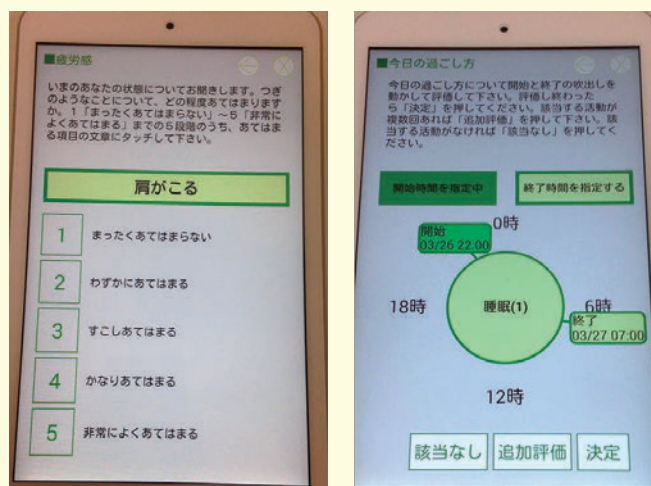 ■疲労感
いまのあなたの状態についてお聞きします。つぎ
のようなことについて、どの程度あてはまります
か。1「まったくあてはまらない」~5「非常に
よくあてはまる」までの5段階のうち、あてはま
る項目の文章にタッチして下さい。
肩がこる
1 まったくあてはまらない
2 わずかにあてはまる
3 すこしあてはまる
4 かなりあてはまる
5 非常によくあてはまる
■今日の過ごし方
今日の過ごし方について開始と終了の吹出しを
動かして評価して下さい。評価し終わった
ら「決定」を押してください。該当する活動が
複数回あれば「追加評価」を押して下さい。該
当する活動がなければ「該当なし」を押してく
ださい。
開始時間を指定中 終了時間を指定する
0時
開始
03/26 22:00
18時 睡眠(1) 6時
終了
03/27 07:00
12時
該当なし 追加評価 決定